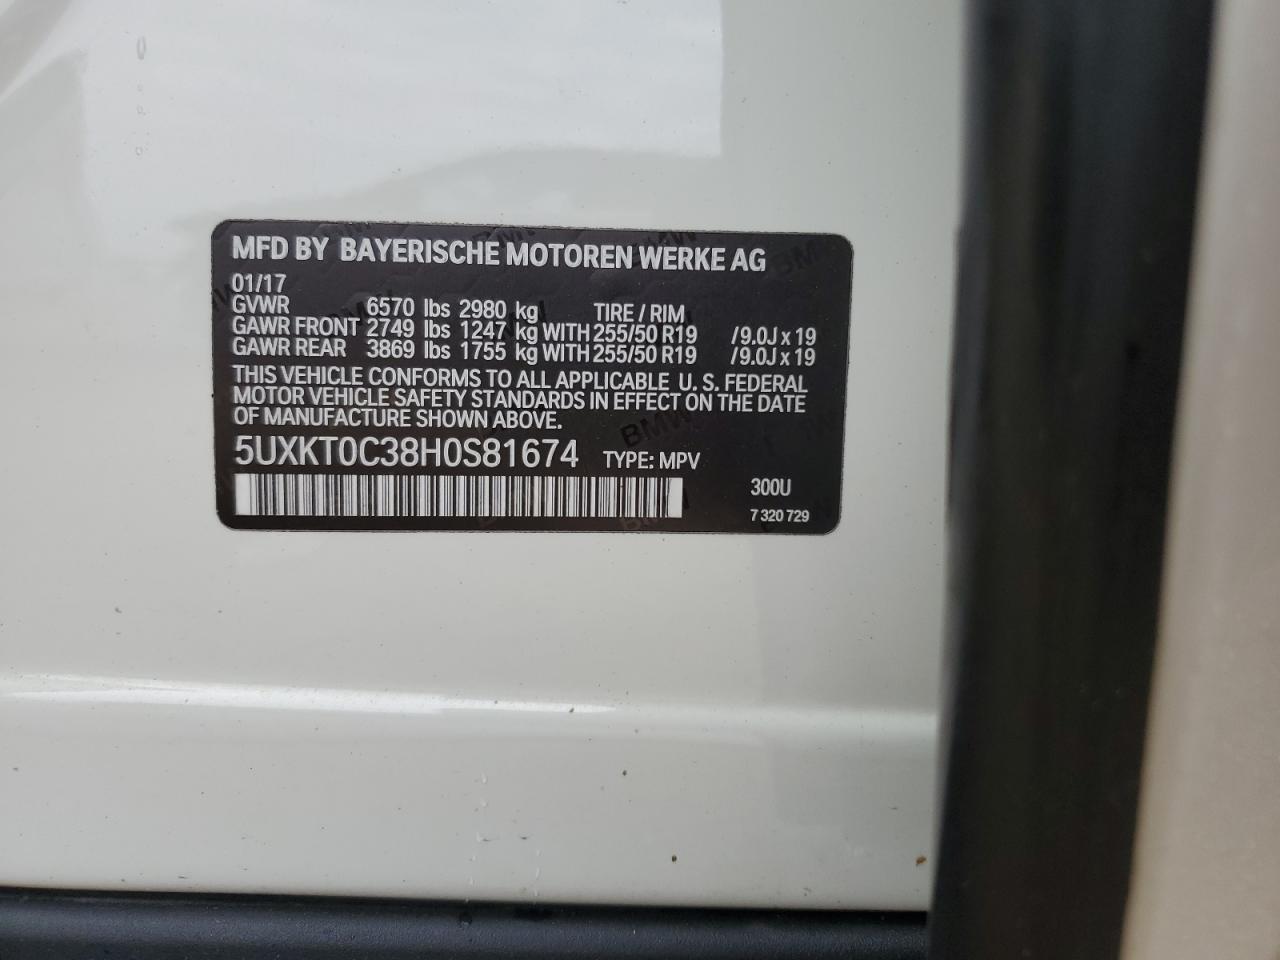 MFD BY BAYERISCHE MOTOREN WERKE AG
01/17
GVWR 6570 lbs 2980 kg TIRE / RIM
GAWR FRONT 2749 lbs 1247 kg WITH 255/50 R19 /9.0J x 19
GAWR REAR 3869 lbs 1755 kg WITH 255/50 R19 /9.0J x 19
THIS VEHICLE CONFORMS TO ALL APPLICABLE U. S. FEDERAL
MOTOR VEHICLE SAFETY STANDARDS IN EFFECT ON THE DATE
OF MANUFACTURE SHOWN ABOVE.
5UXKT0C38H0S81674 TYPE: MPV
300U
7 320 729